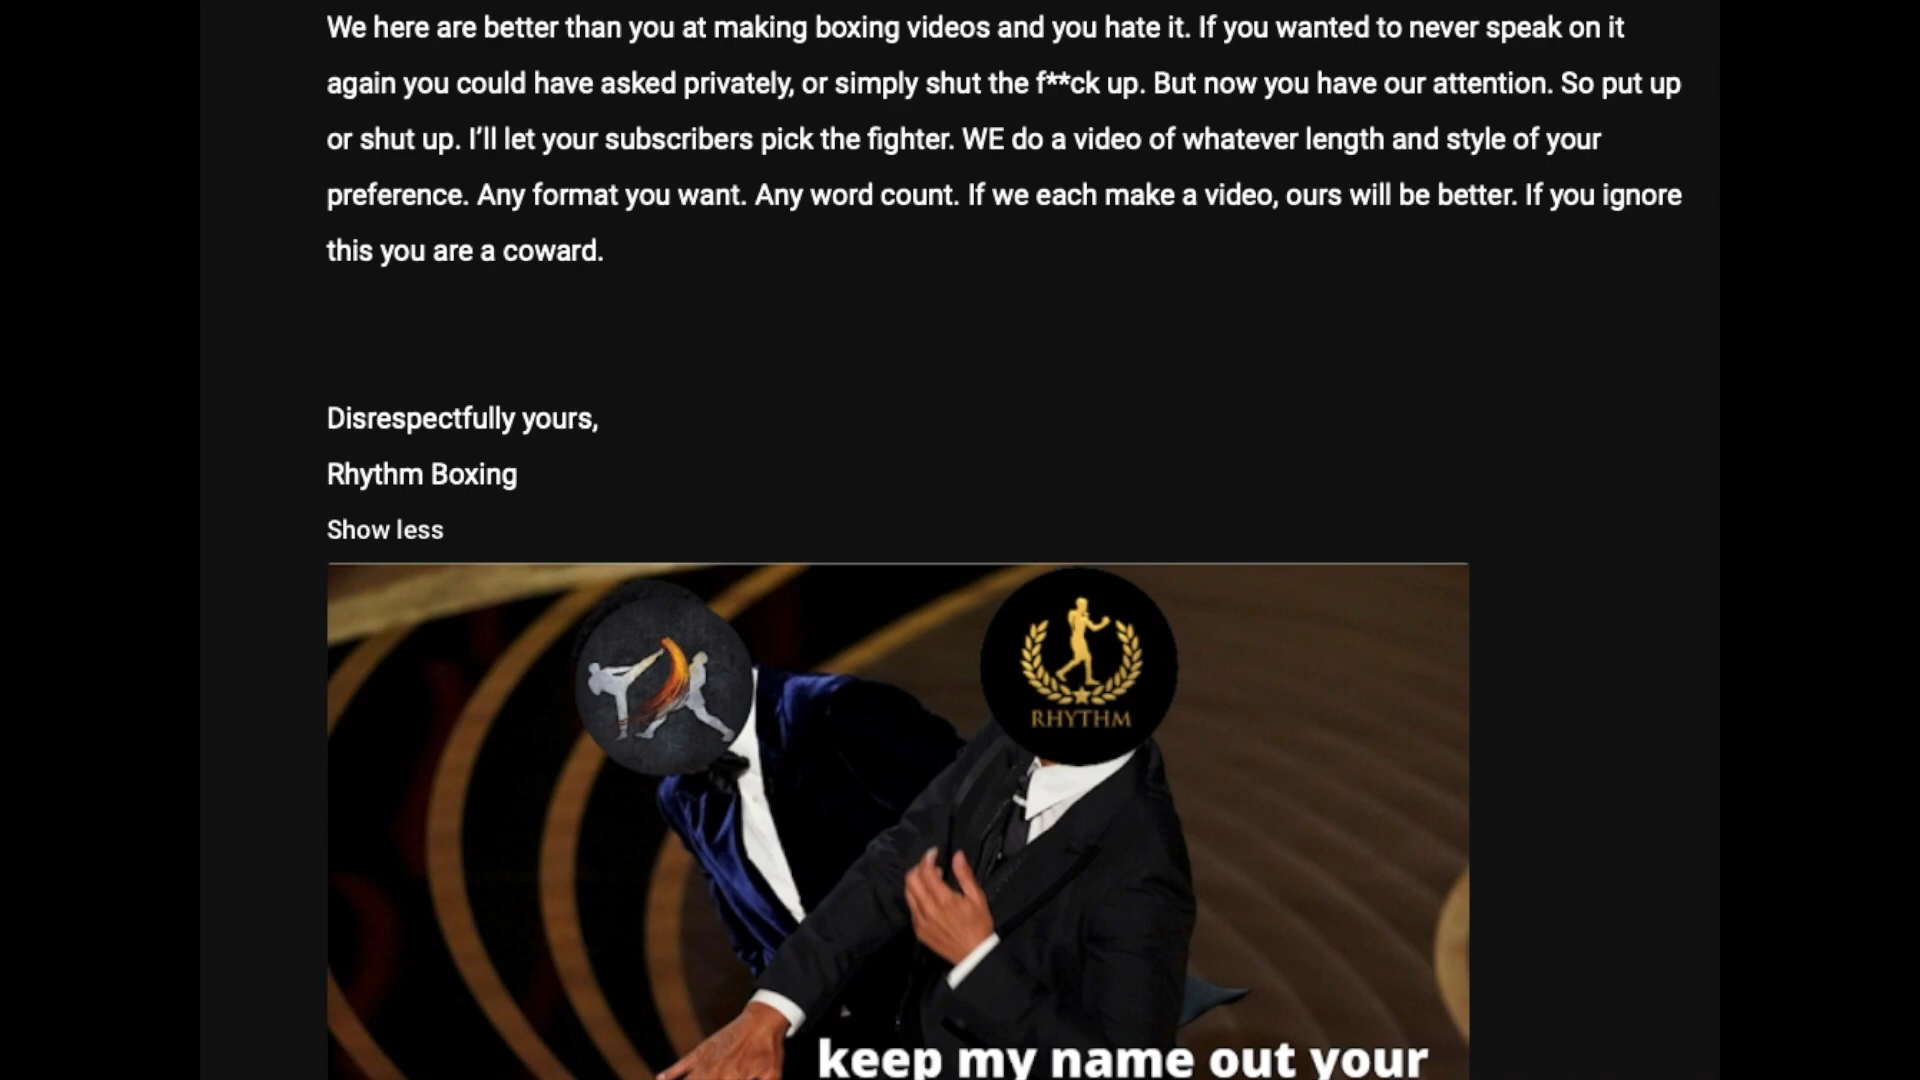 We here are better than you at making boxing videos and you hate it. If you wanted to never speak on it
again you could have asked privately, or simply shut the f**ck up. But now you have our attention. So put up
or shut up. I’ll let your subscribers pick the fighter. WE do a video of whatever length and style of your
preference. Any format you want. Any word count. If we each make a video, ours will be better. If you ignore
this you are a coward.
Disrespectfully yours,
Rhythm Boxing
Show less
RHYTHM
keep my name out your